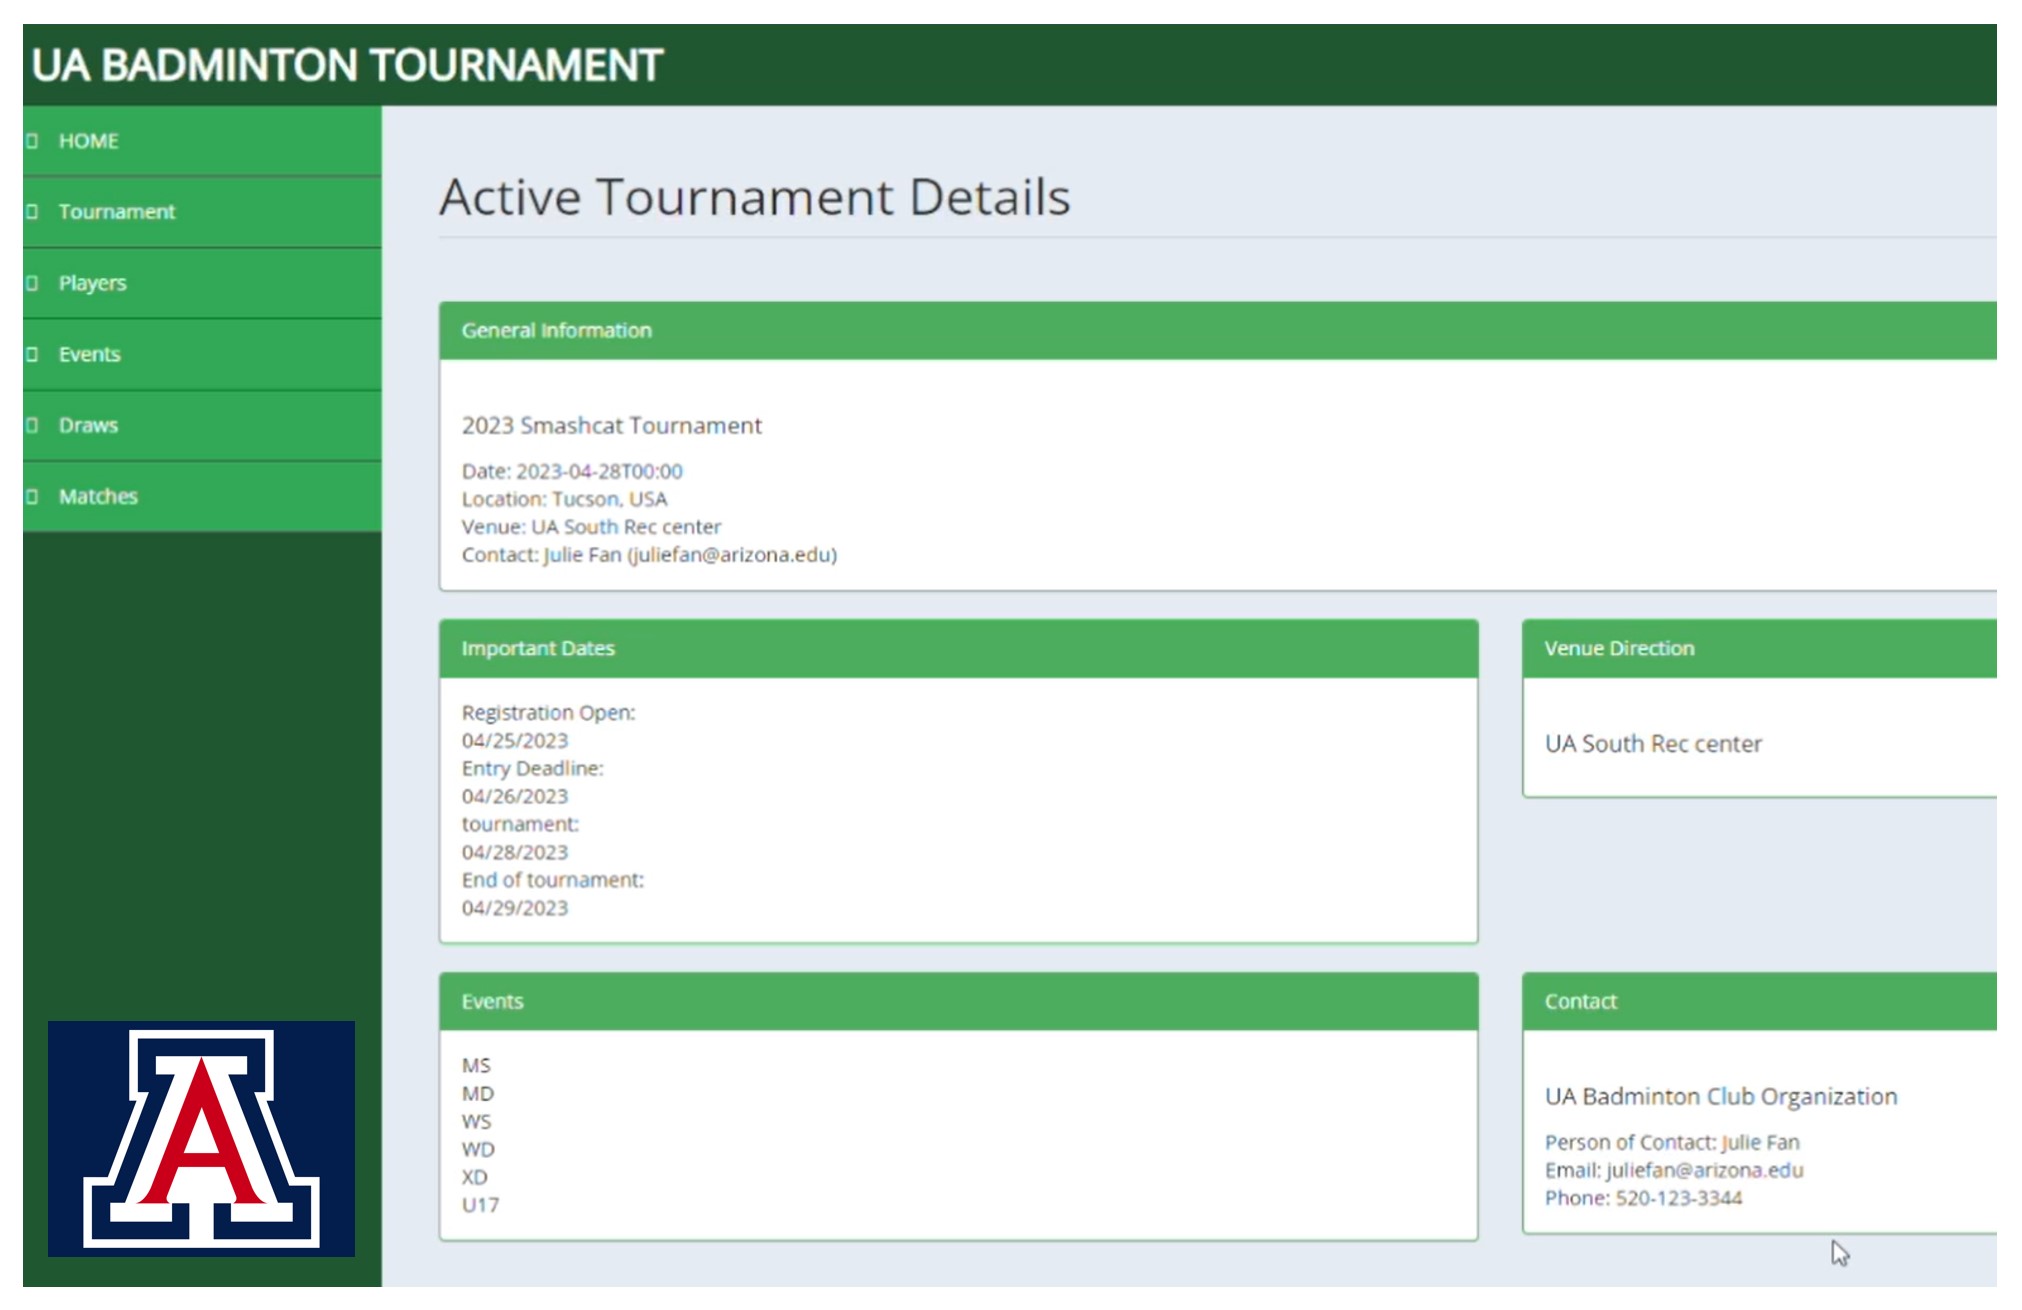 UA BADMINTON TOURNAMENT
HOME
Tournament
Players
Events
Draws
Matches
Active Tournament Details
General Information
2023 Smashcat Tournament
Date: 2023-04-28T00:00
Location: Tucson, USA
Venue: UA South Rec center
Contact: Julie Fan (juliefan@arizona.edu)
Important Dates
Registration Open:
04/25/2023
Entry Deadline:
04/26/2023
tournament:
04/28/2023
End of tournament:
04/29/2023
Venue Direction
UA South Rec center
Events
MS
MD
WS
WD
XD
U17
Contact
UA Badminton Club Organization
Person of Contact: Julie Fan
Email: juliefan@arizona.edu
Phone: 520-123-3344
A